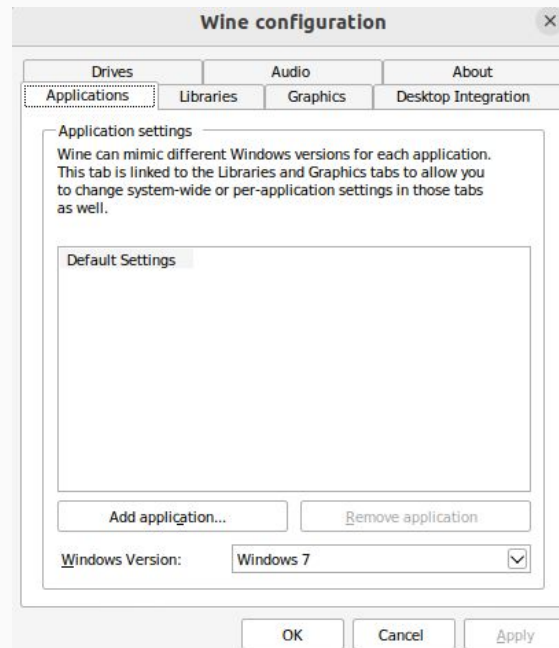 Wine configuration
Drives Audio About
Applications Libraries Graphics Desktop Integration
Application settings
Wine can mimic different Windows versions for each application.
This tab is linked to the Libraries and Graphics tabs to allow you
to change system-wide or per-application settings in those tabs
as well.
Default Settings
Add application... Remove application
Windows Version: Windows 7
OK Cancel Apply